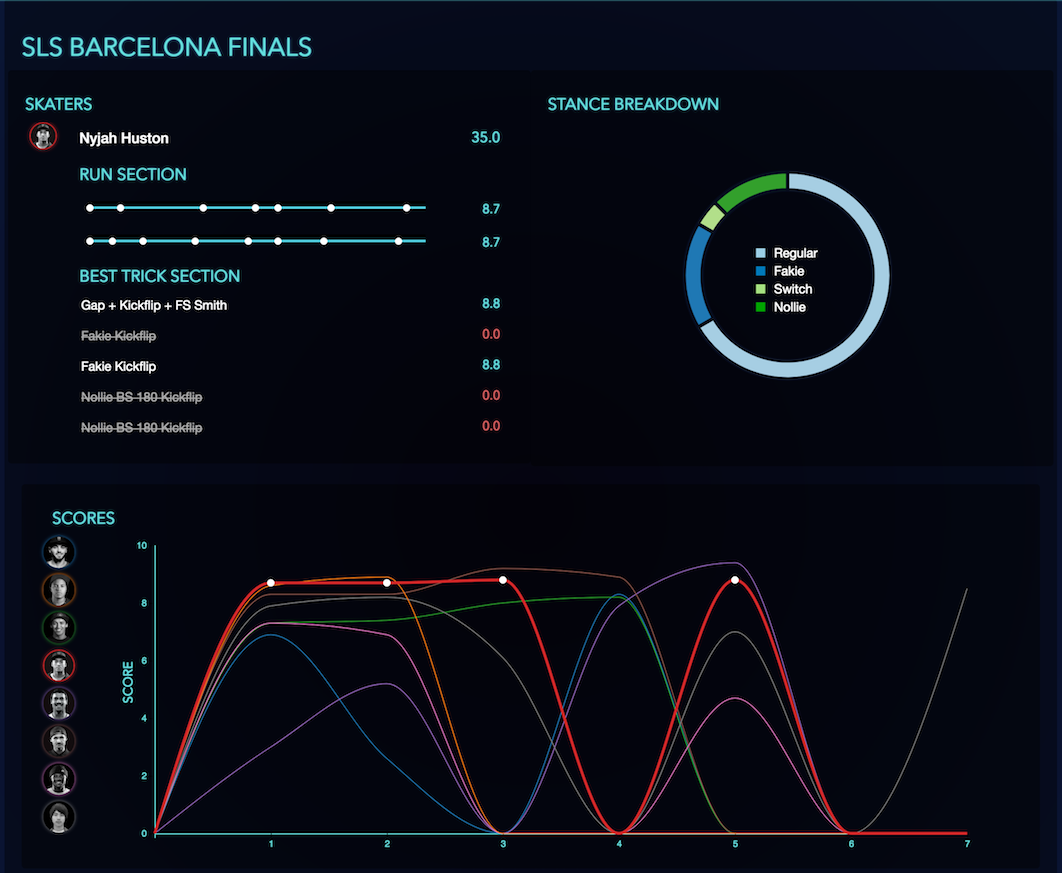 SLS BARCELONA FINALS
SKATERS
Nyjah Huston 35.0
RUN SECTION
8.7
8.7
BEST TRICK SECTION
Gap + Kickflip + FS Smith 8.8
Fakie Kickflip 0.0
Fakie Kickflip 8.8
Nollie BS 180 Kickflip 0.0
Nollie BS 180 Kickflip 0.0
STANCE BREAKDOWN
Regular
Fakie
Switch
Nollie
SCORES
10
8
6
4
2
0
SCORE
1 2 3 4 5 6 7